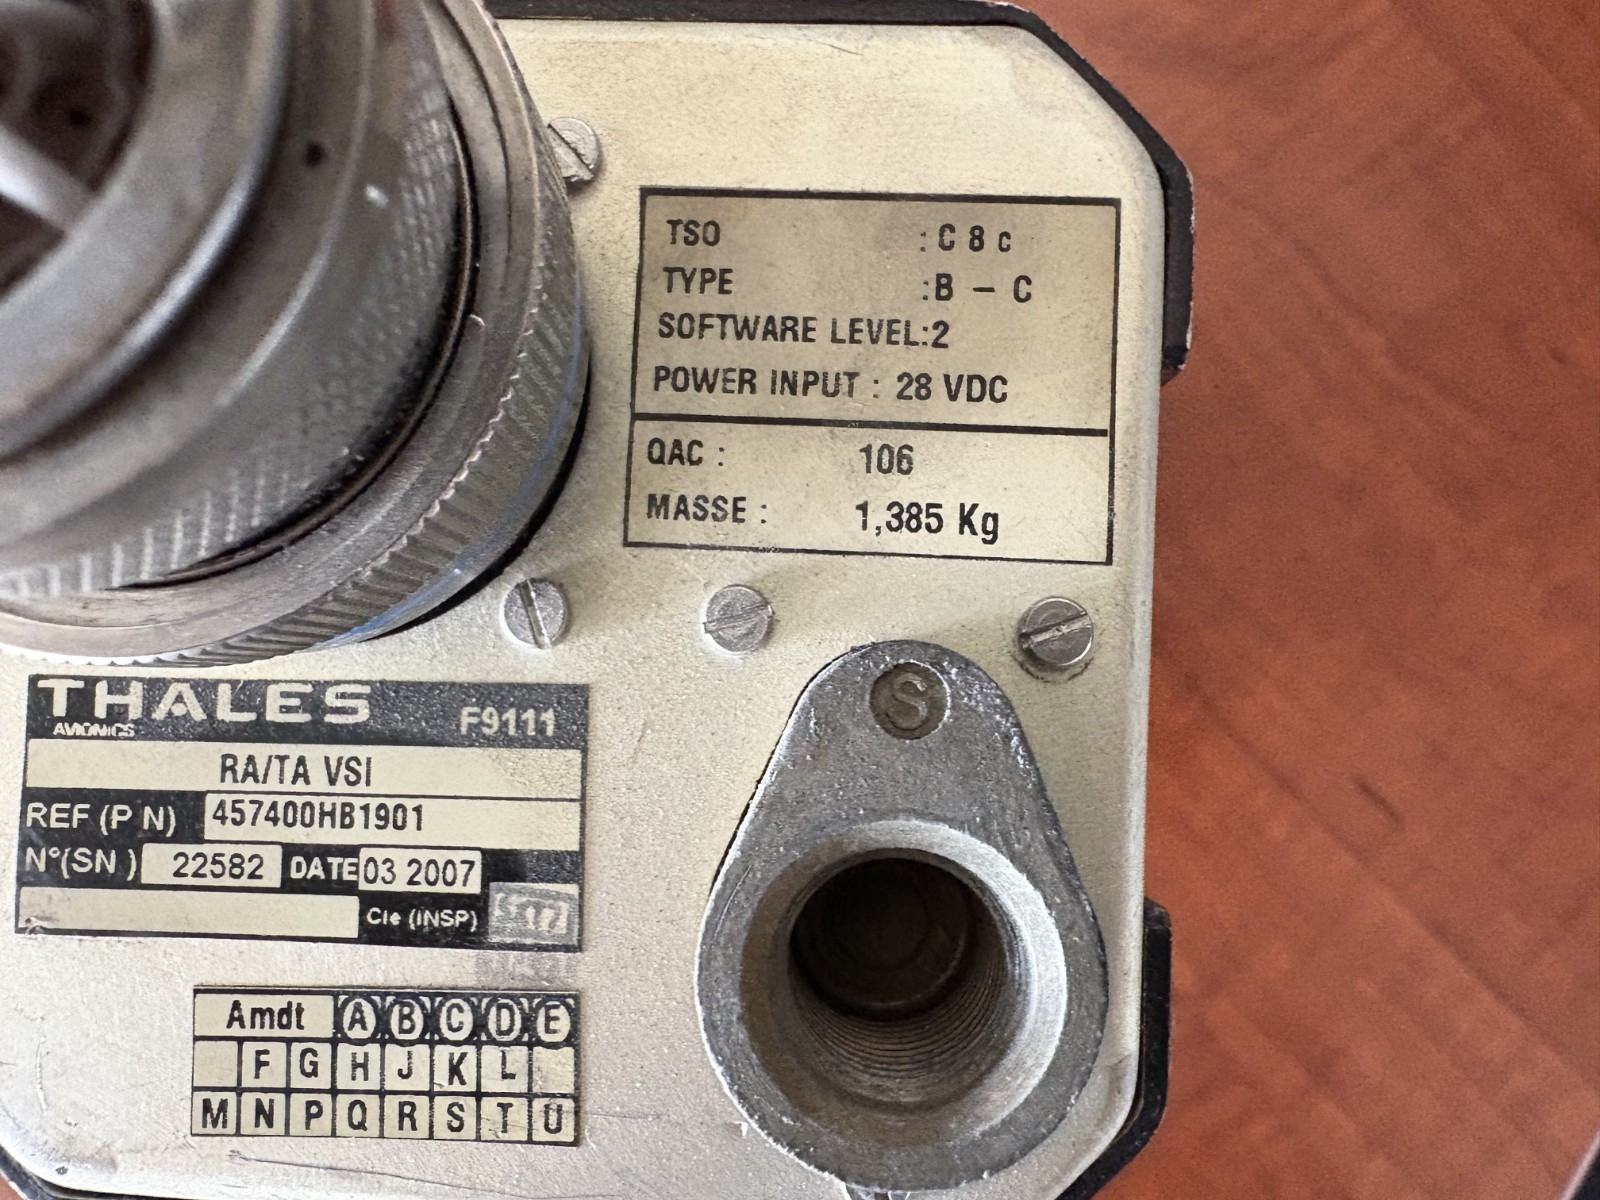 TSO : C 8 c
TYPE : B - C
SOFTWARE LEVEL:2
POWER INPUT : 28 VDC
QAC : 106
MASSE : 1,385 Kg
S
THALES
AVIONICS F9111
RA/TA VSI
REF (P N) 457400HB1901
N°(SN ) 22582 DATE 03 2007
Cie (INSP)
Amdt A B C D E
F G H J K L
M N P Q R S T U